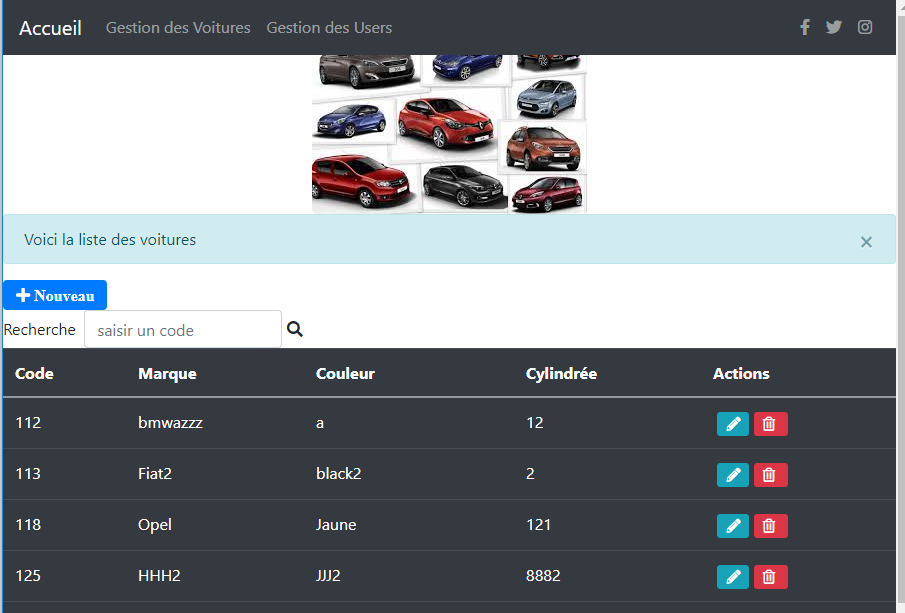 Accueil Gestion des Voitures Gestion des Users
Voici la liste des voitures ×
Nouveau
Recherche saisir un code
Code Marque Couleur Cylindrée Actions
112 bmwazzz a 12
113 Fiat2 black2 2
118 Opel Jaune 121
125 HHH2 JJJ2 8882